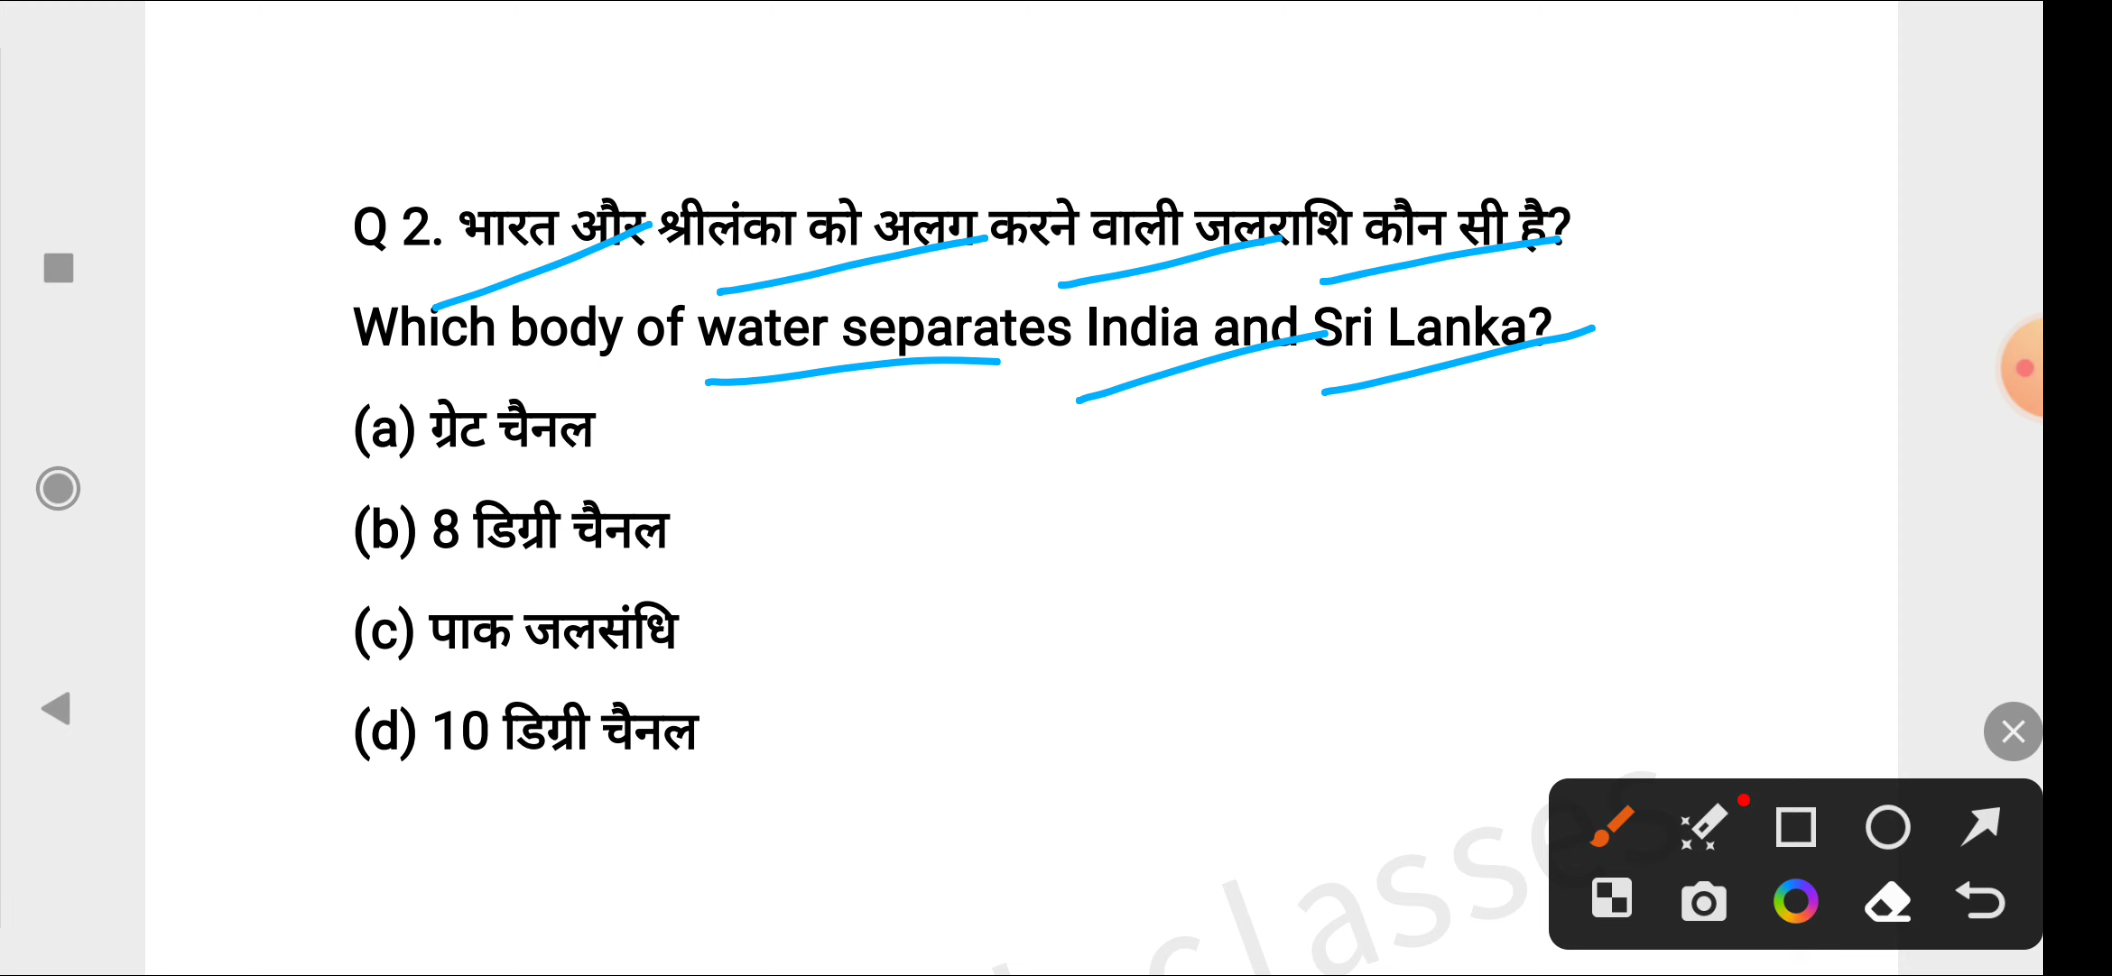 Q 2. भारत और श्रीलंका को अलग करने वाली जलराशि कौन सी है?
Which body of water separates India and Sri Lanka?
(a) ग्रेट चैनल
(b) 8 डिग्री चैनल
(c) पाक जलसंधि
(d) 10 डिग्री चैनल
classes